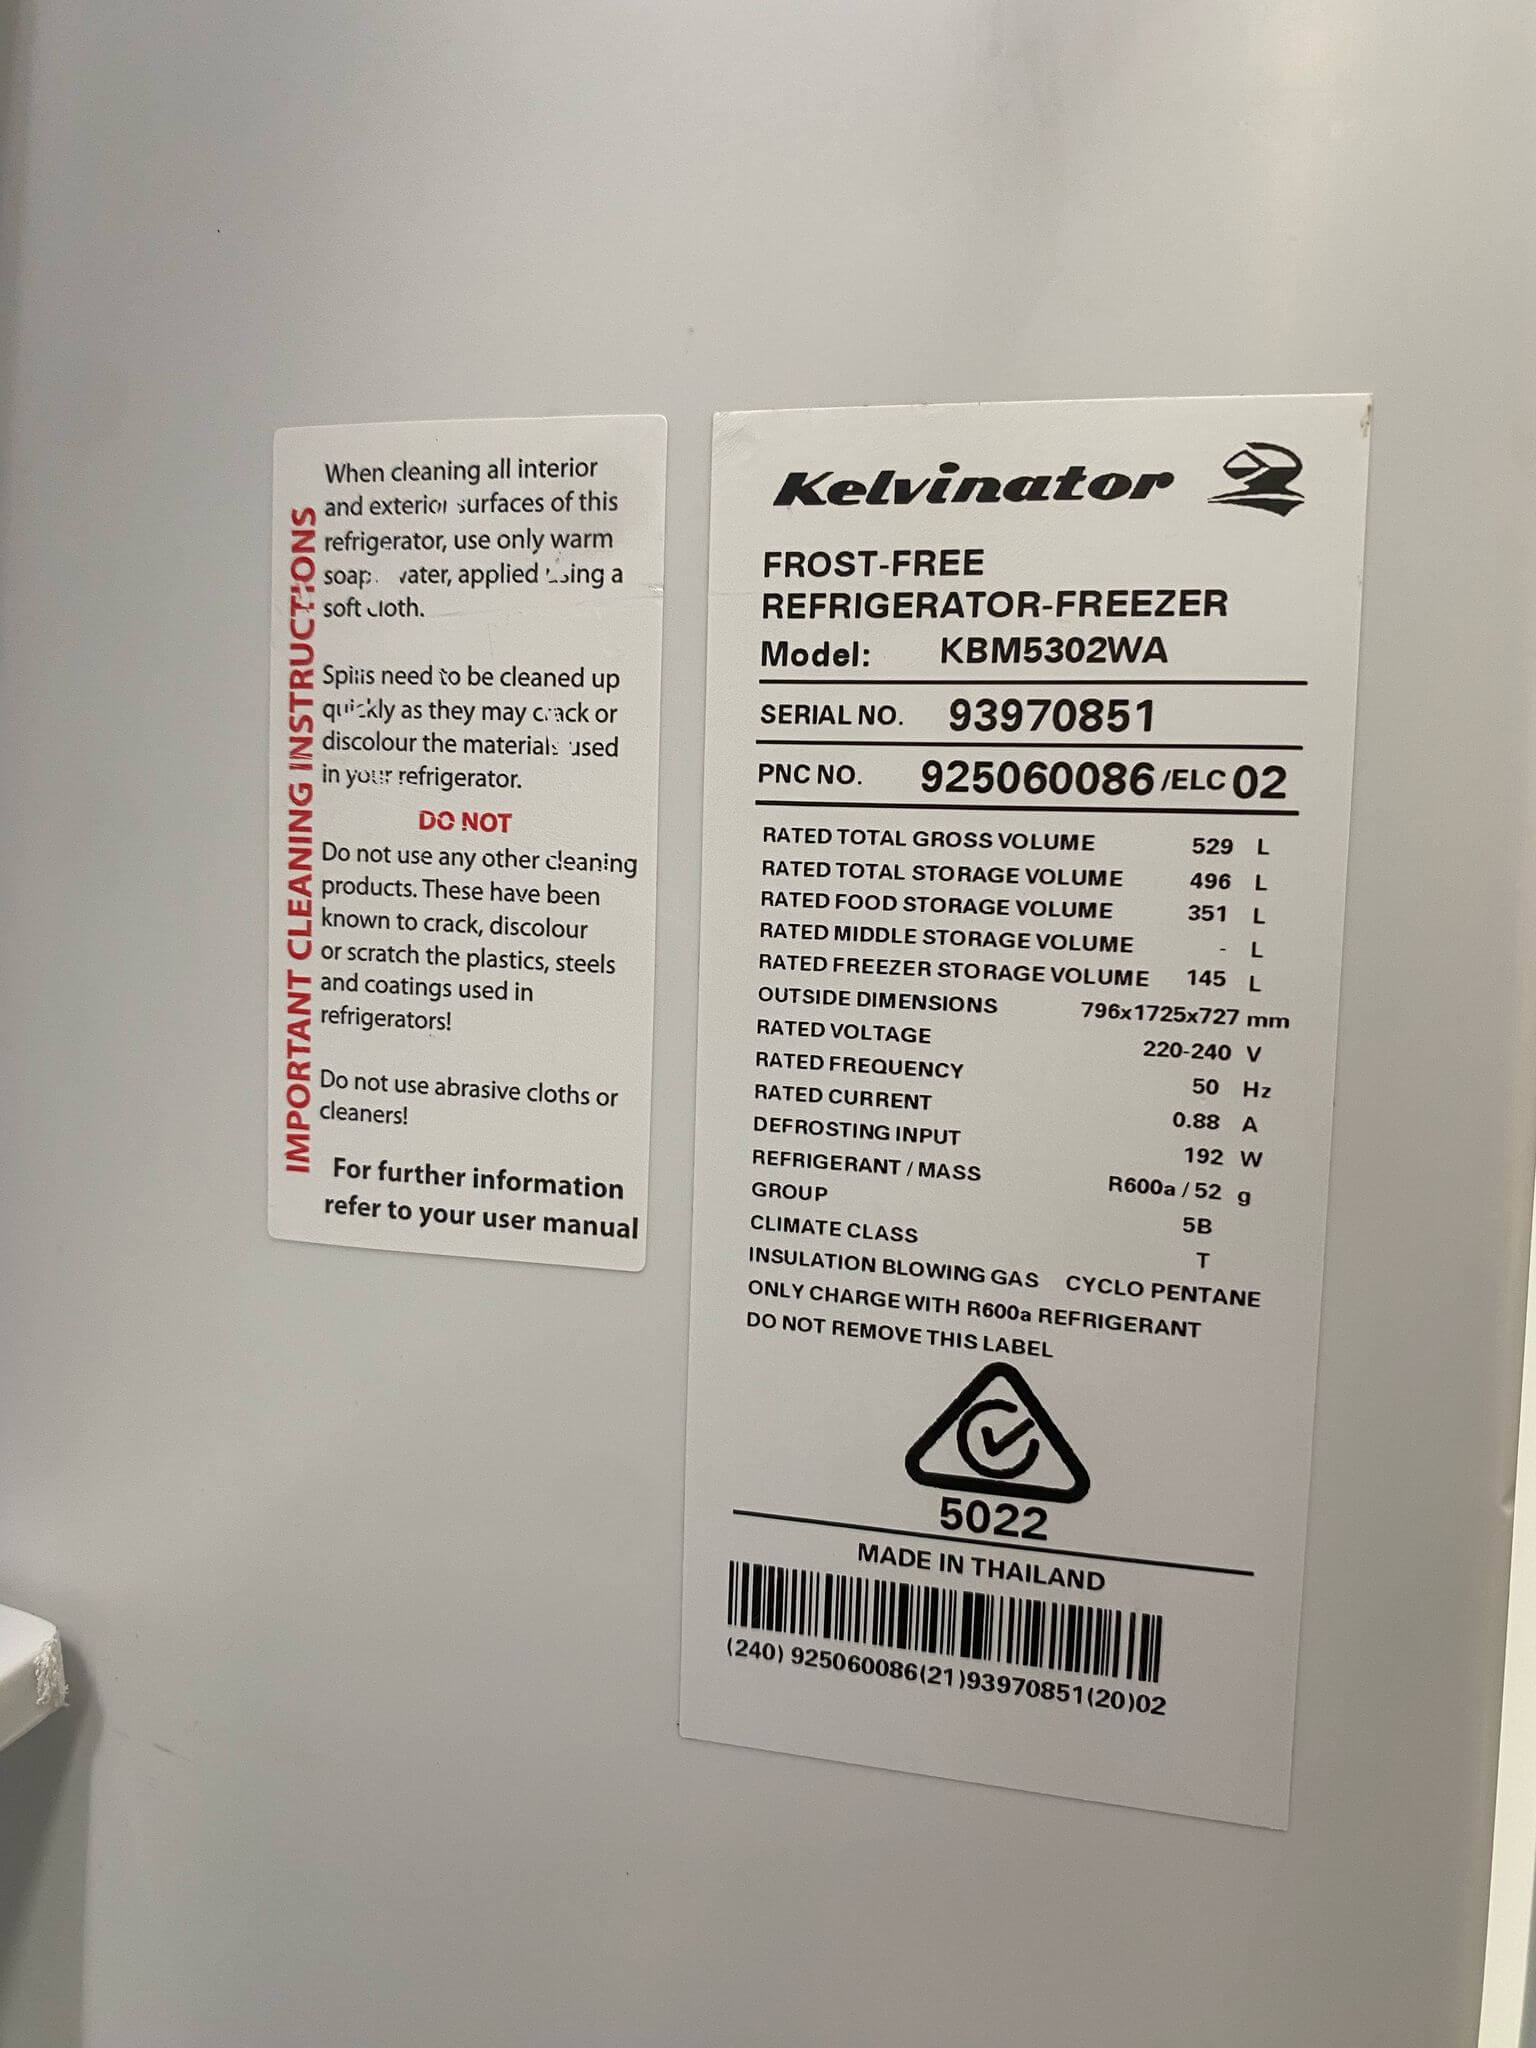 IMPORTANT CLEANING INSTRUCTIONS
When cleaning all interior
and exterior surfaces of this
refrigerator, use only warm
water, applied using a
soft cloth.
Spills need to be cleaned up
quickly as they may crack or
discolour the materials used
in your refrigerator.
DO NOT
Do not use any other cleaning
products. These have been
known to crack, discolour
or scratch the plastics, steels
and coatings used in
refrigerators!
Do not use abrasive cloths or
cleaners!
For further information
refer to your user manual
Kelvinator
FROST-FREE
REFRIGERATOR-FREEZER
Model: KBM5302WA
SERIAL NO. 93970851
PNC NO. 925060086 /ELC 02
RATED TOTAL GROSS VOLUME 529 L
RATED TOTAL STORAGE VOLUME 496 L
RATED FOOD STORAGE VOLUME 351 L
RATED MIDDLE STORAGE VOLUME - L
RATED FREEZER STORAGE VOLUME 145 L
OUTSIDE DIMENSIONS 796x1725x727 mm
RATED VOLTAGE 220-240 V
RATED FREQUENCY 50 Hz
RATED CURRENT 0.88 A
DEFROSTING INPUT 192 W
REFRIGERANT / MASS R600a / 52 g
GROUP 5B
CLIMATE CLASS T
INSULATION BLOWING GAS CYCLO PENTANE
ONLY CHARGE WITH R600a REFRIGERANT
DO NOT REMOVE THIS LABEL
5022
MADE IN THAILAND
(240) 925060086(21)93970851(20)02